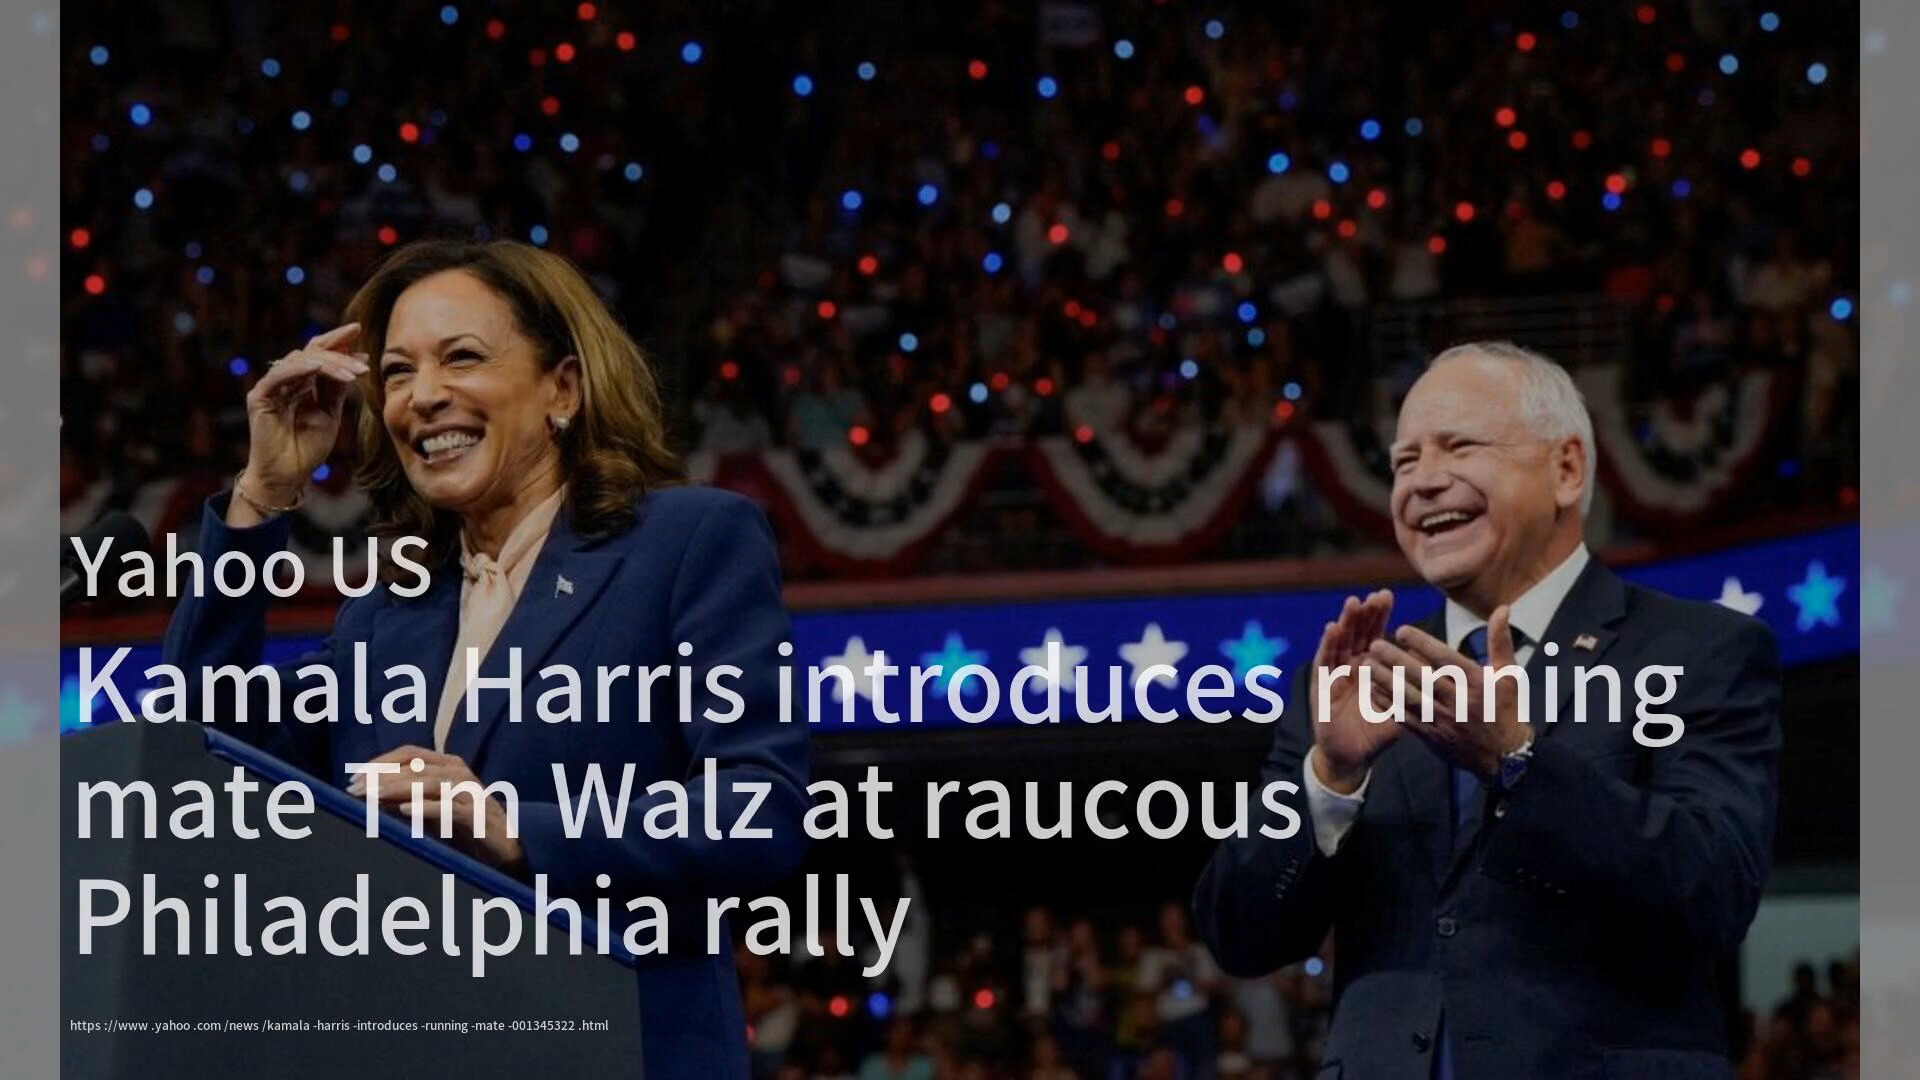 Yahoo US
Kamala Harris introduces running
mate Tim Walz at raucous
Philadelphia rally
https ://www .yahoo .com /news /kamala -harris -introduces -running -mate -001345322 .html